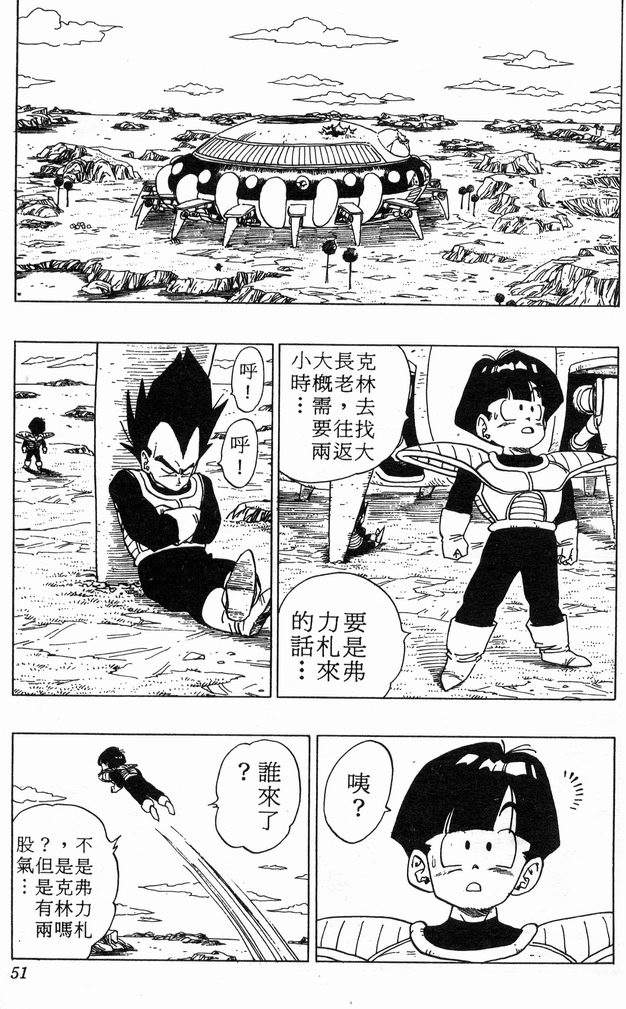 克林去找大
長老，往返
大概需要兩
小時…
要是弗
力札來
的話…
呼！
呼！
咦？
誰來了
？
不是弗力札
，是克林嗎
？但是有兩
股氣…
51